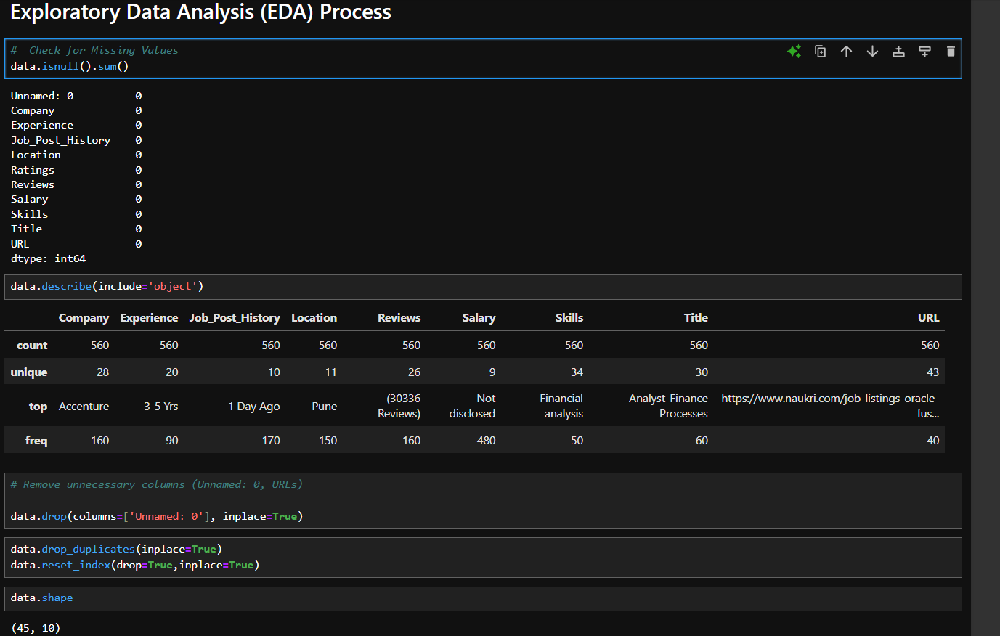 Exploratory Data Analysis (EDA) Process
#  Check for Missing Values
data.isnull().sum()
Unnamed: 0          0
Company             0
Experience          0
Job_Post_History    0
Location            0
Ratings             0
Reviews             0
Salary              0
Skills              0
Title               0
URL                 0
dtype: int64
data.describe(include='object')
Company Experience Job_Post_History Location Reviews Salary Skills Title URL
count 560 560 560 560 560 560 560 560 560
unique 28 20 10 11 26 9 34 30 43
(30336 Not Financial Analyst-Finance https://www.naukri.com/job-listings-oracle-
top Accenture 3-5 Yrs 1 Day Ago Pune
Reviews) disclosed analysis Processes fus...
freq 160 90 170 150 160 480 50 60 40
# Remove unnecessary columns (Unnamed: 0, URLs)
data.drop(columns=['Unnamed: 0'], inplace=True)
data.drop_duplicates(inplace=True)
data.reset_index(drop=True,inplace=True)
data.shape
(45, 10)